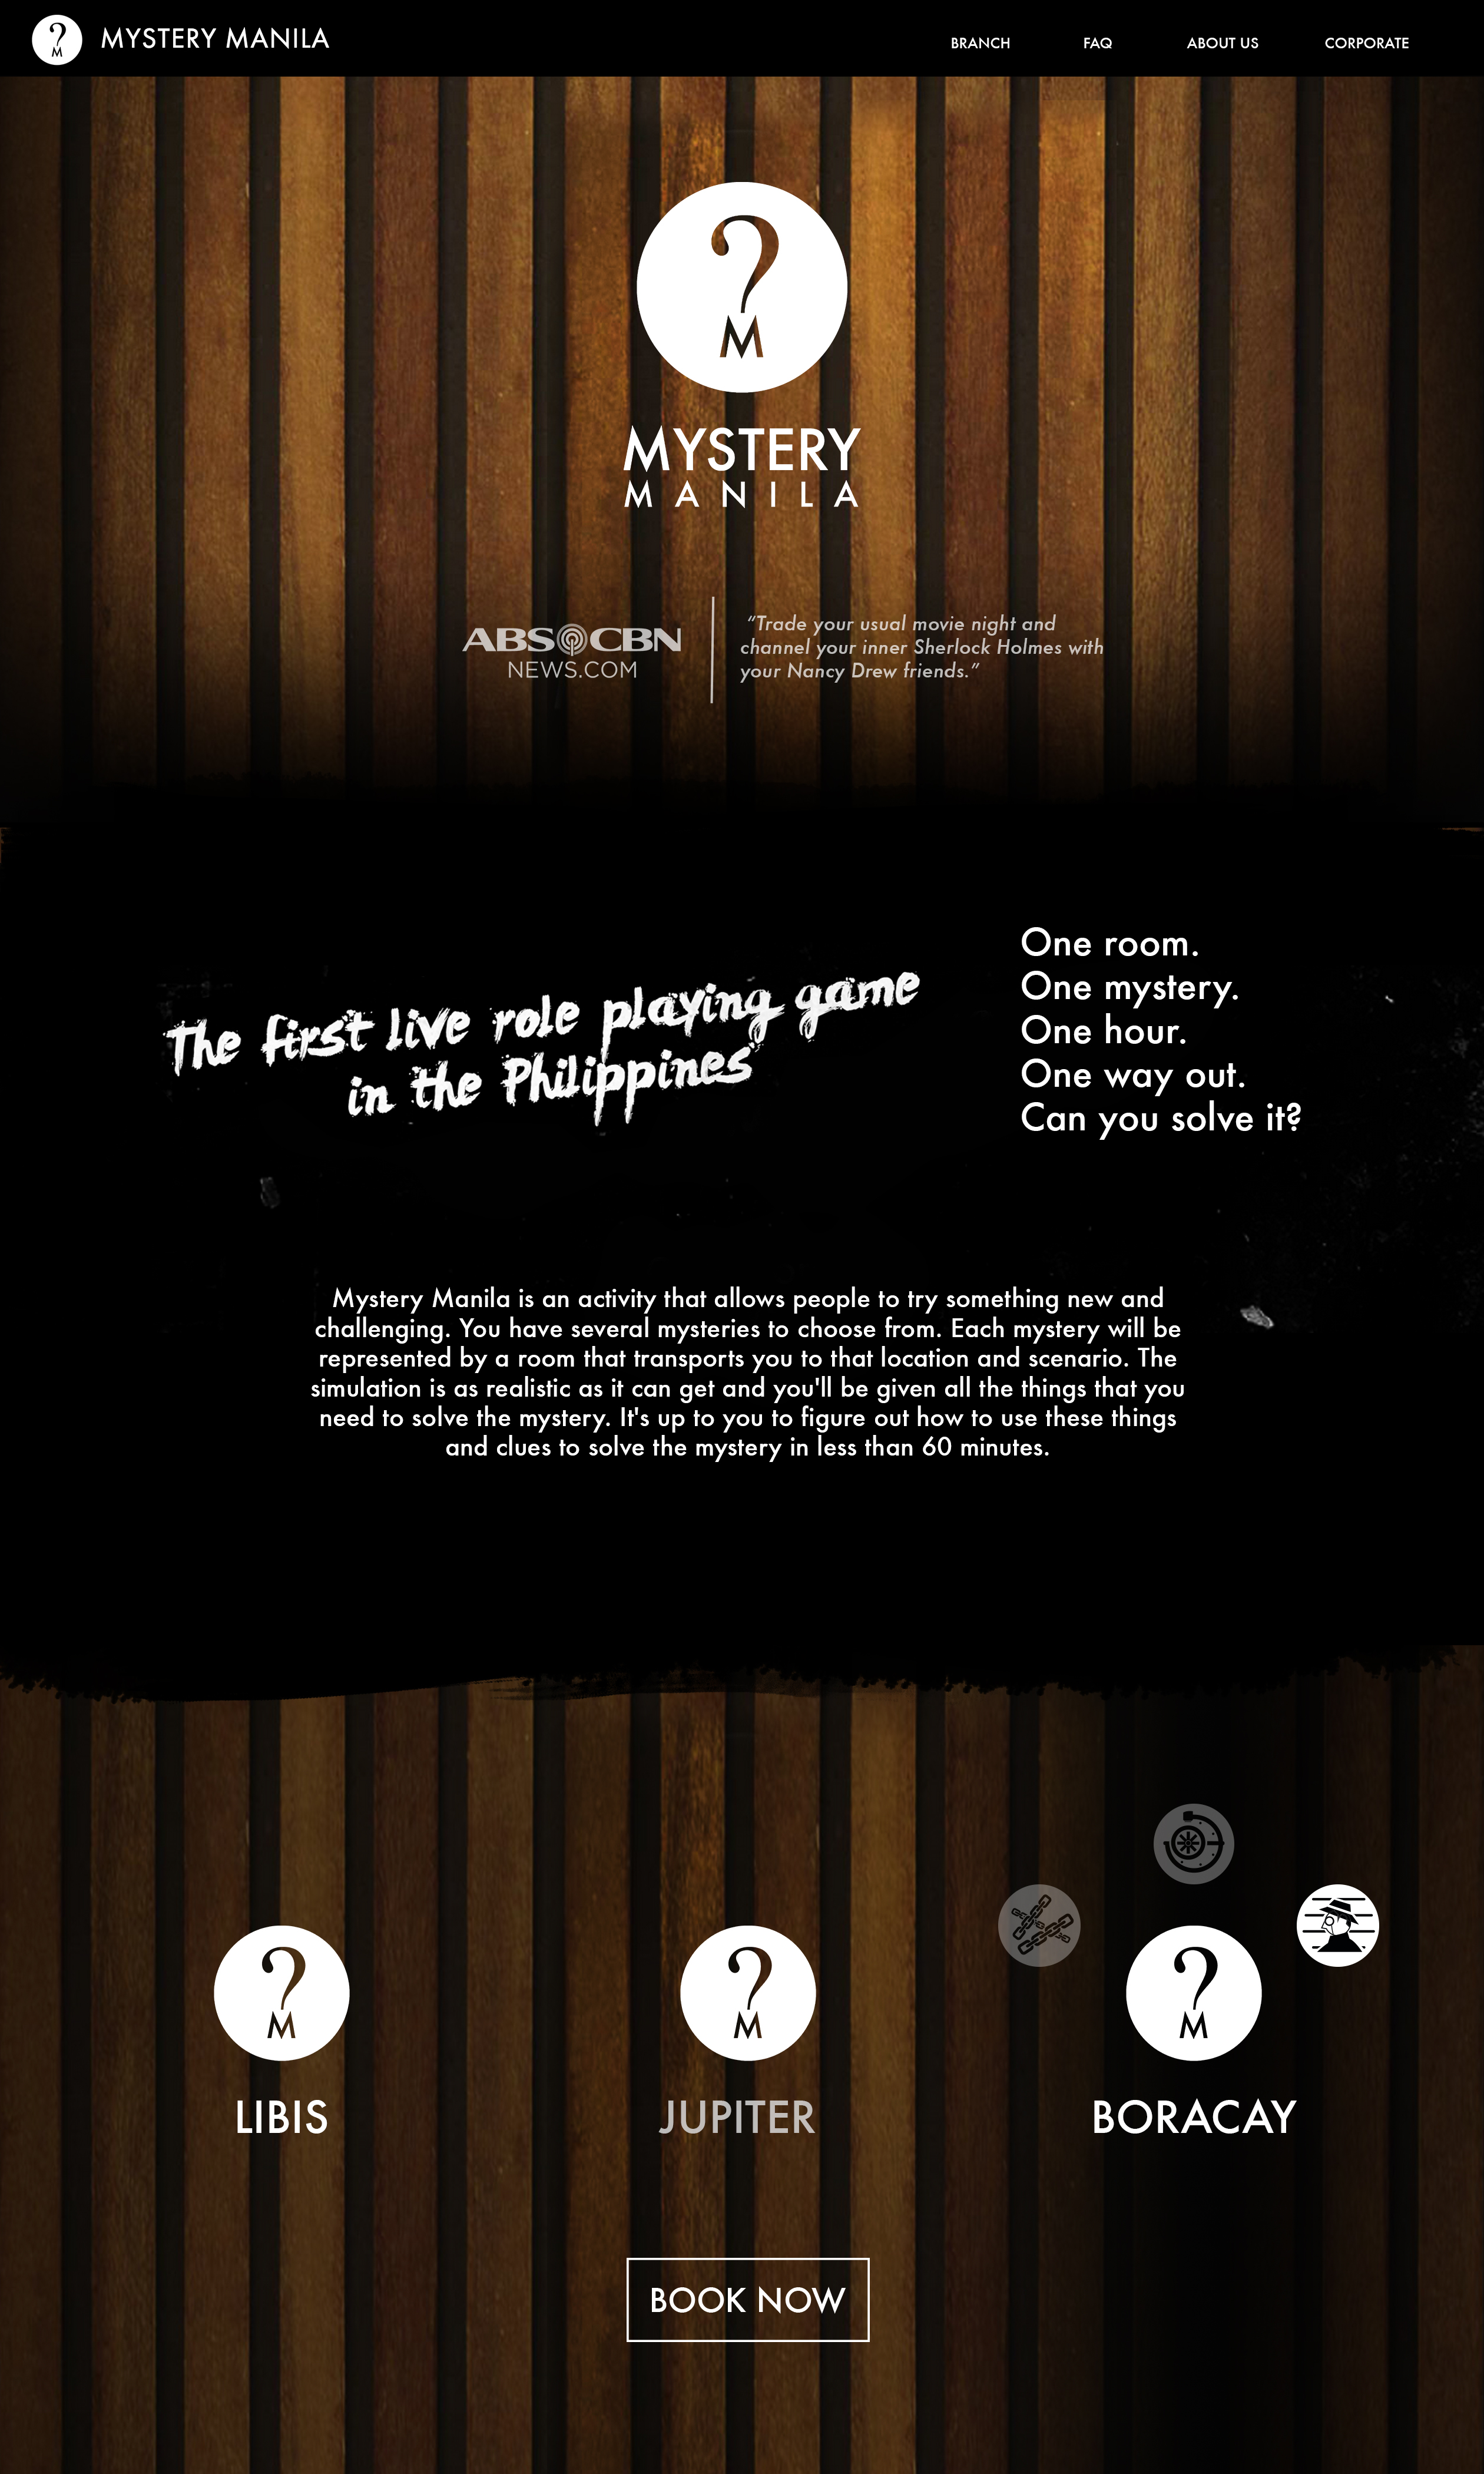 ?
M
MYSTERY MANILA
BRANCH
FAQ
ABOUT US
CORPORATE
?
M
MYSTERY
MANILA
ABS CBN
NEWS.COM
“Trade your usual movie night and
channel your inner Sherlock Holmes with
your Nancy Drew friends.”
The first live role playing game
in the Philippines
One room.
One mystery.
One hour.
One way out.
Can you solve it?
Mystery Manila is an activity that allows people to try something new and
challenging. You have several mysteries to choose from. Each mystery will be
represented by a room that transports you to that location and scenario. The
simulation is as realistic as it can get and you'll be given all the things that you
need to solve the mystery. It's up to you to figure out how to use these things
and clues to solve the mystery in less than 60 minutes.
?
M
LIBIS
?
M
JUPITER
?
M
BORACAY
BOOK NOW